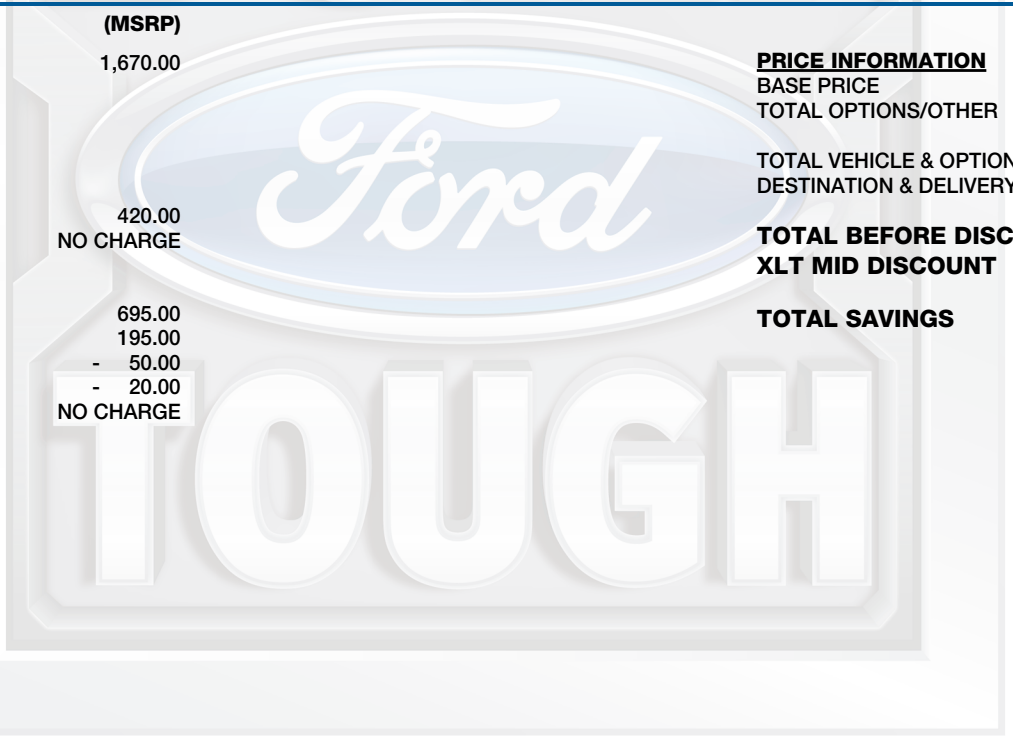 (MSRP)
1,670.00
420.00
NO CHARGE
695.00
195.00
- 50.00
- 20.00
NO CHARGE
PRICE INFORMATION
BASE PRICE
TOTAL OPTIONS/OTHER
TOTAL VEHICLE & OPTION
DESTINATION & DELIVERY
TOTAL BEFORE DISC
XLT MID DISCOUNT
TOTAL SAVINGS
Ford
TOUGH